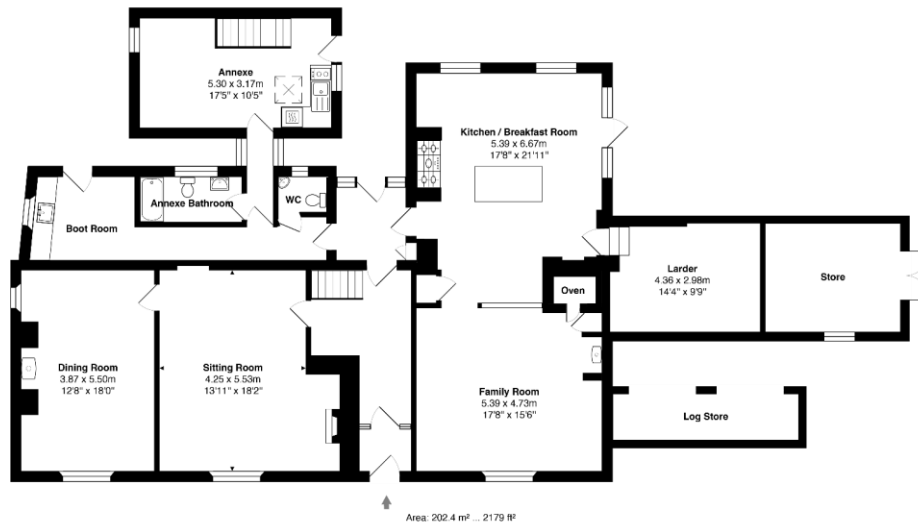 Annexe
5.30 x 3.17m
17'5" x 10'5"
Kitchen / Breakfast Room
5.39 x 6.67m
17'8" x 21'11"
Annexe Bathroom
WC
Boot Room
Larder
4.36 x 2.98m
14'4" x 9'9"
Store
Oven
Dining Room
3.87 x 5.50m
12'8" x 18'0"
Sitting Room
4.25 x 5.53m
13'11" x 18'2"
Family Room
5.39 x 4.73m
17'8" x 15'6"
Log Store
Area: 202.4 m² ... 2179 ft²